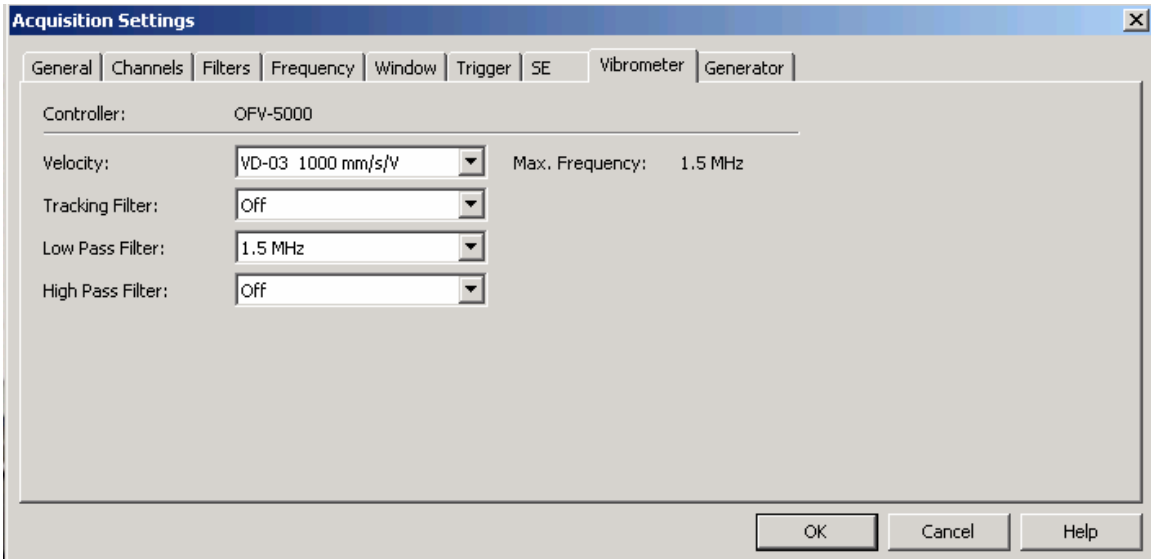 Acquisition Settings
General Channels Filters Frequency Window Trigger SE Vibrometer Generator
Controller: OFV-5000
Velocity: VD-03 1000 mm/s/V Max. Frequency: 1.5 MHz
Tracking Filter: Off
Low Pass Filter: 1.5 MHz
High Pass Filter: Off
OK Cancel Help